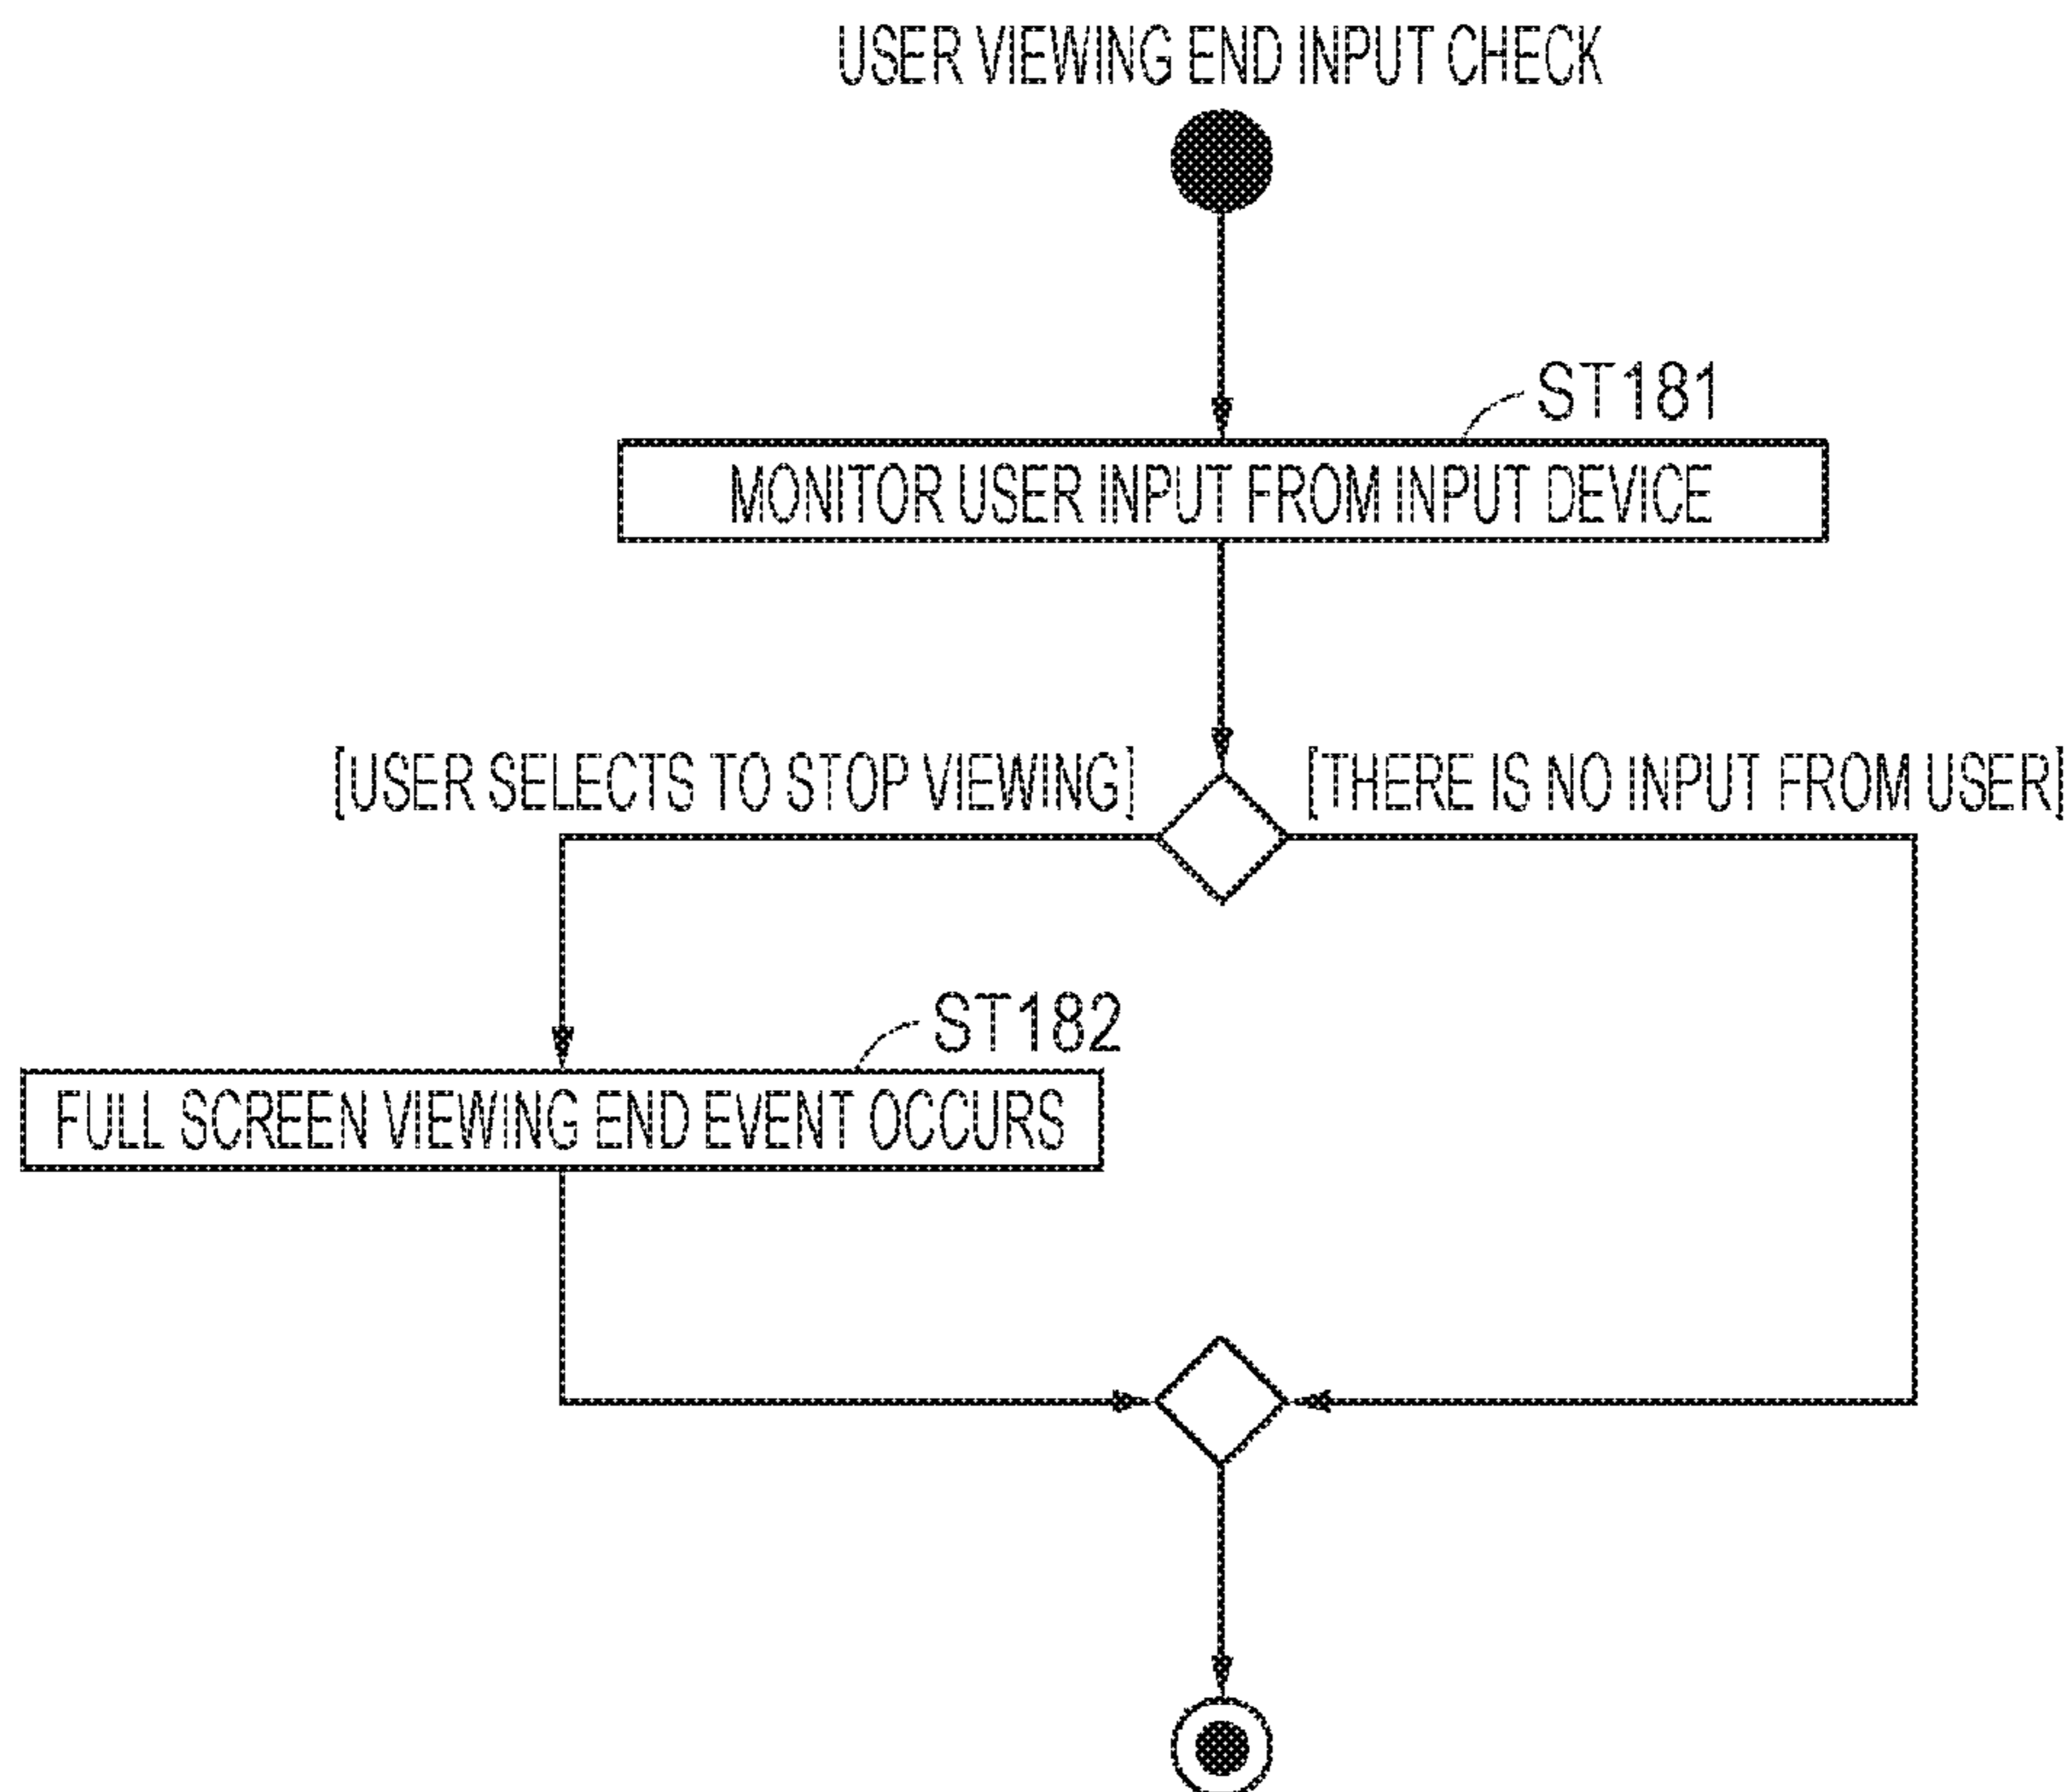 USER VIEWING END INPUT CHECK
ST181
MONITOR USER INPUT FROM INPUT DEVICE
[USER SELECTS TO STOP VIEWING]
[THERE IS NO INPUT FROM USER]
ST182
FULL SCREEN VIEWING END EVENT OCCURS